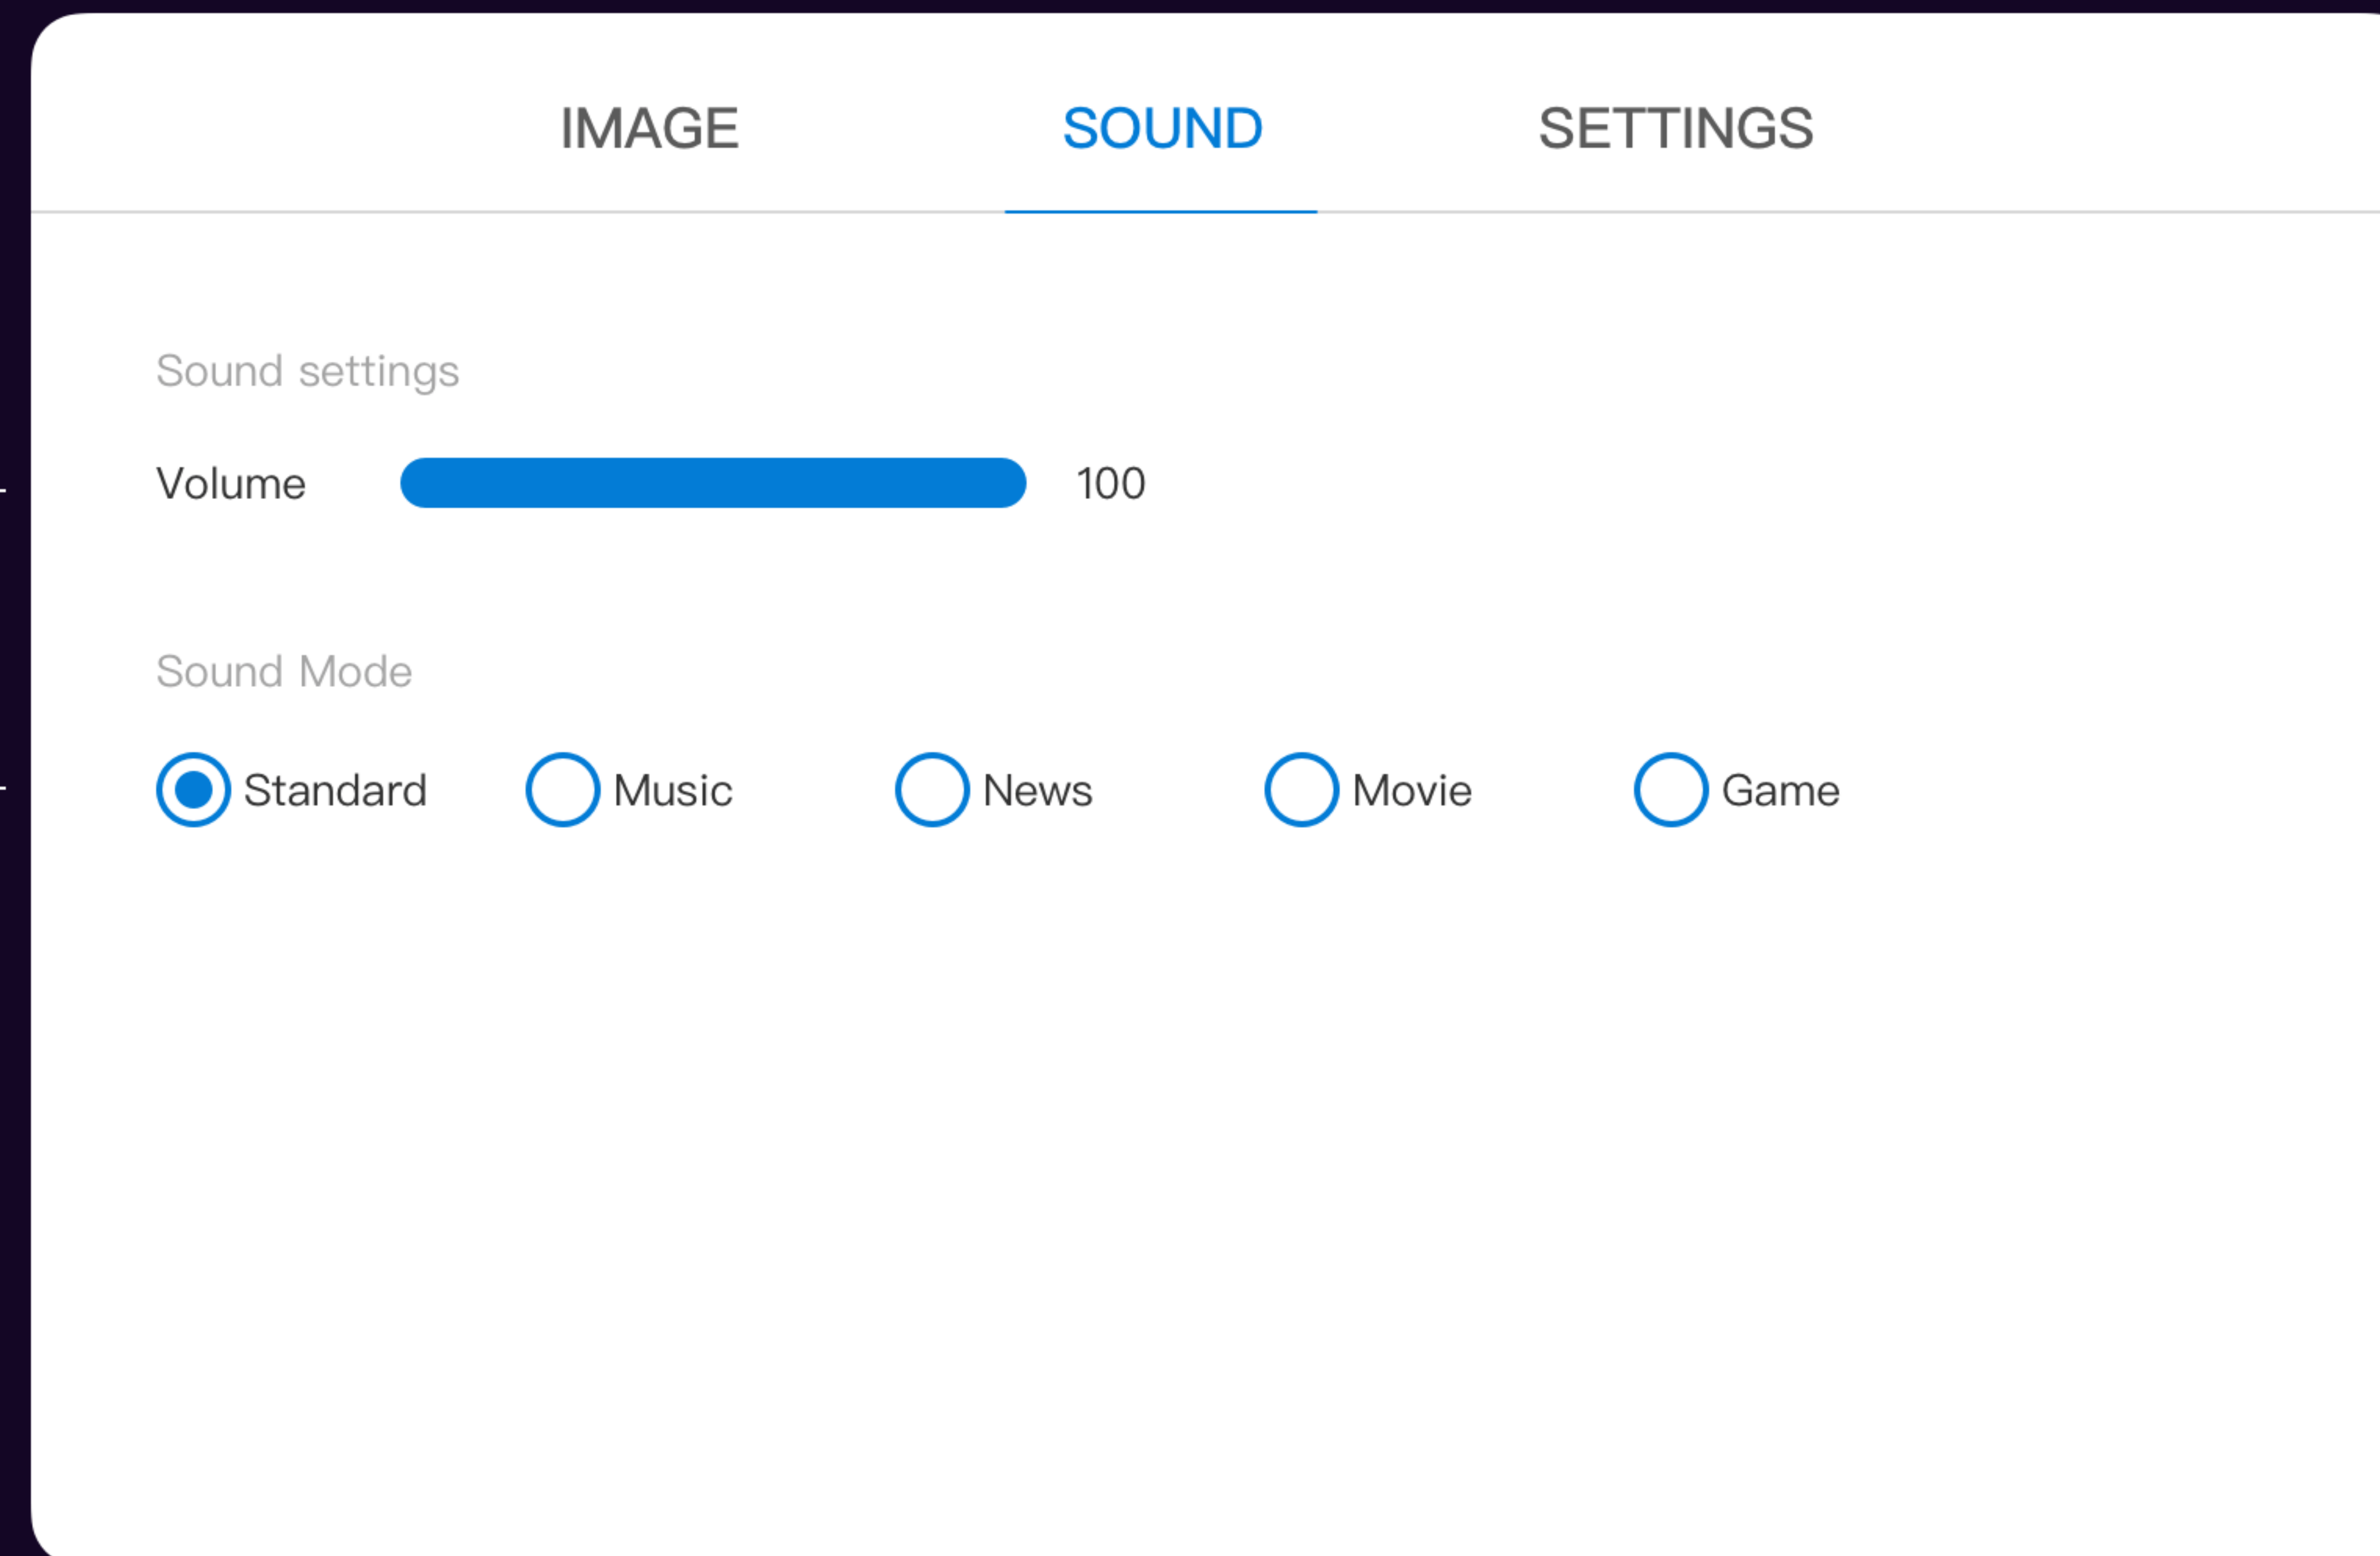 IMAGE SOUND SETTINGS
Sound settings
Volume 100
Sound Mode
Standard Music News Movie Game